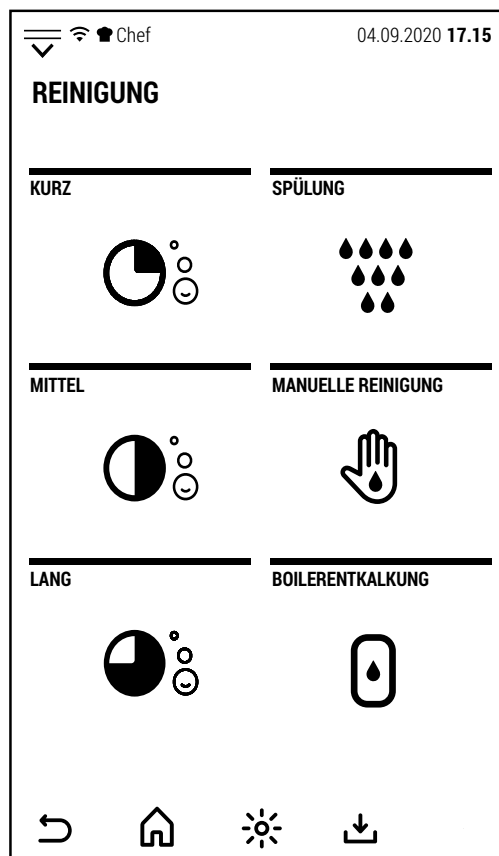 Chef 04.09.2020 17.15
REINIGUNG
KURZ SPÜLUNG
MITTEL MANUELLE REINIGUNG
LANG BOILERENTKALKUNG